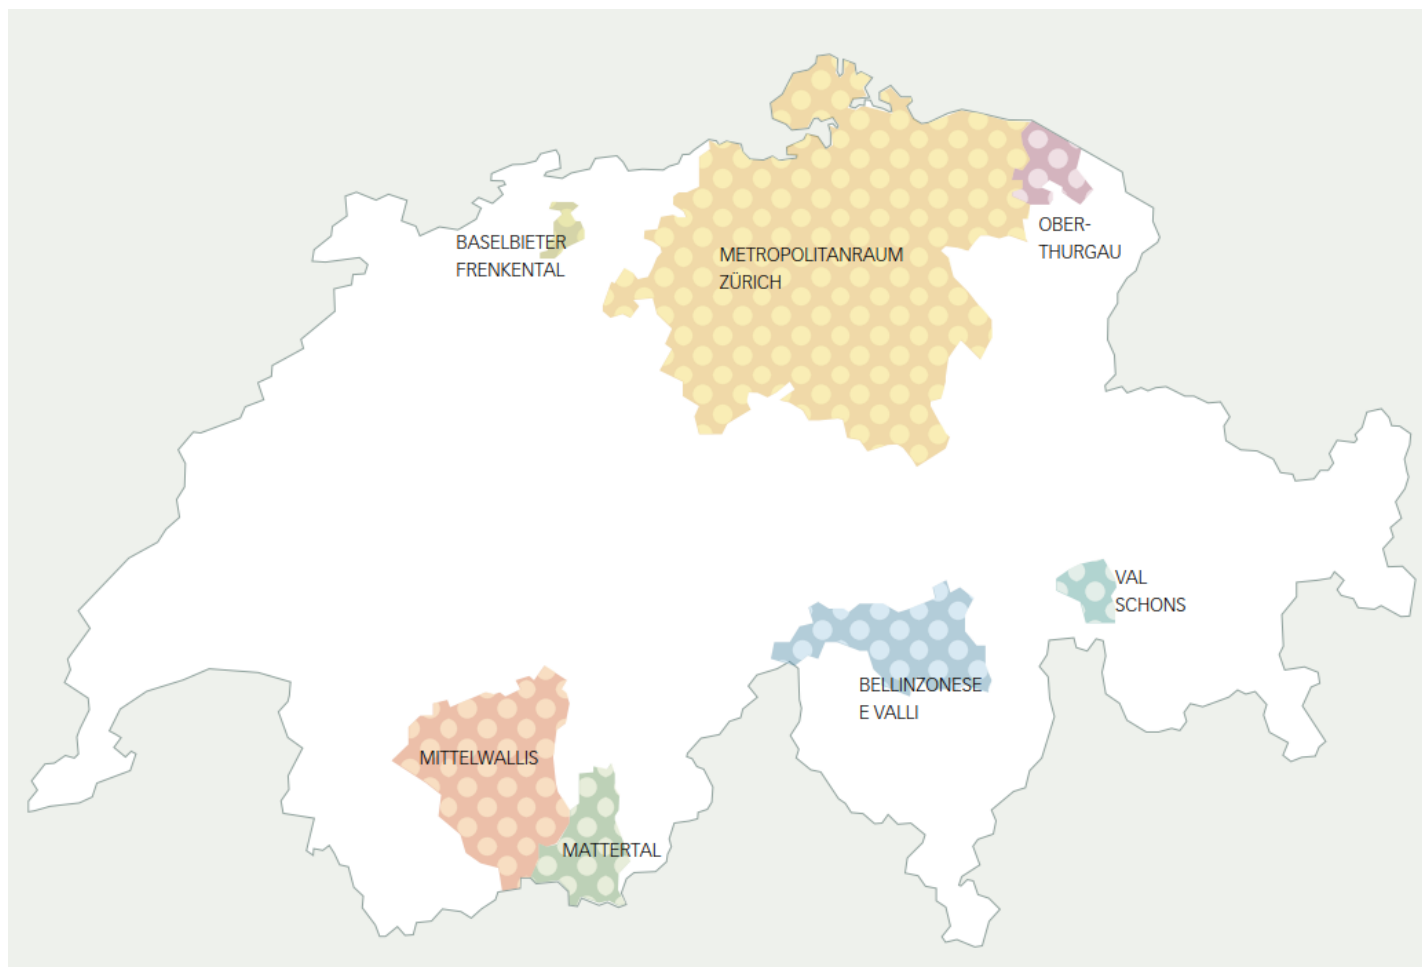 BASELBIETER
FRENKENTAL
METROPOLITANRAUM
ZÜRICH
OBER-
THURGAU
VAL
SCHONS
BELLINZONESE
E VALLI
MITTELWALLIS
MATTERTAL